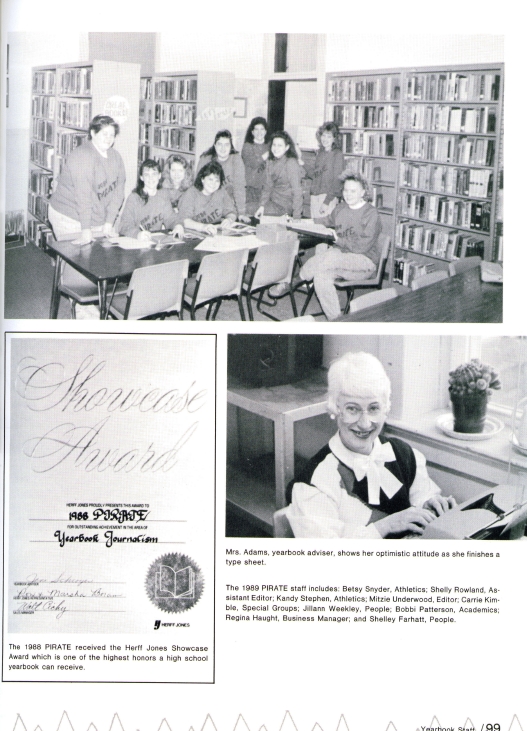 Showcase
Award
HERFF JONES PROUDLY PRESENTS THIS AWARD TO
1988 PIRATE
FOR OUTSTANDING ACHIEVEMENT IN THE AREA OF
Yearbook Journalism
HERFF JONES
The 1988 PIRATE received the Herff Jones Showcase
Award which is one of the highest honors a high school
yearbook can receive.
Mrs. Adams, yearbook adviser, shows her optimistic attitude as she finishes a
type sheet.
The 1989 PIRATE staff includes: Betsy Snyder, Athletics; Shelly Rowland, As-
sistant Editor; Kandy Stephen, Athletics; Mitzie Underwood, Editor; Carrie Kim-
ble, Special Groups; Jillann Weekley, People; Bobbi Patterson, Academics;
Regina Haught, Business Manager; and Shelley Farhatt, People.
Yearbook Staff /99